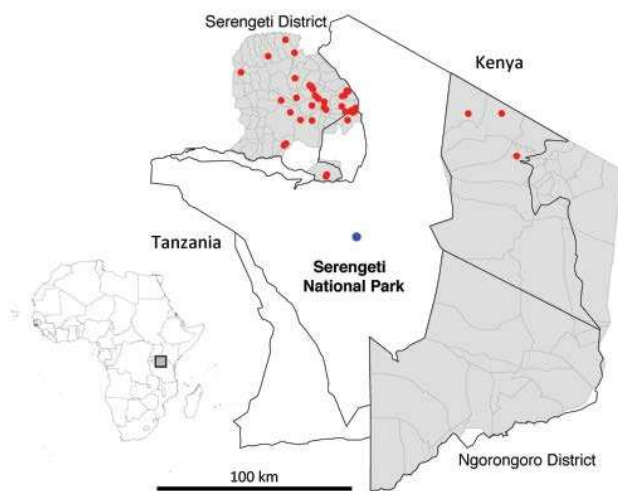 Serengeti District
Kenya
Tanzania
Serengeti
National Park
Ngorongoro District
100 km